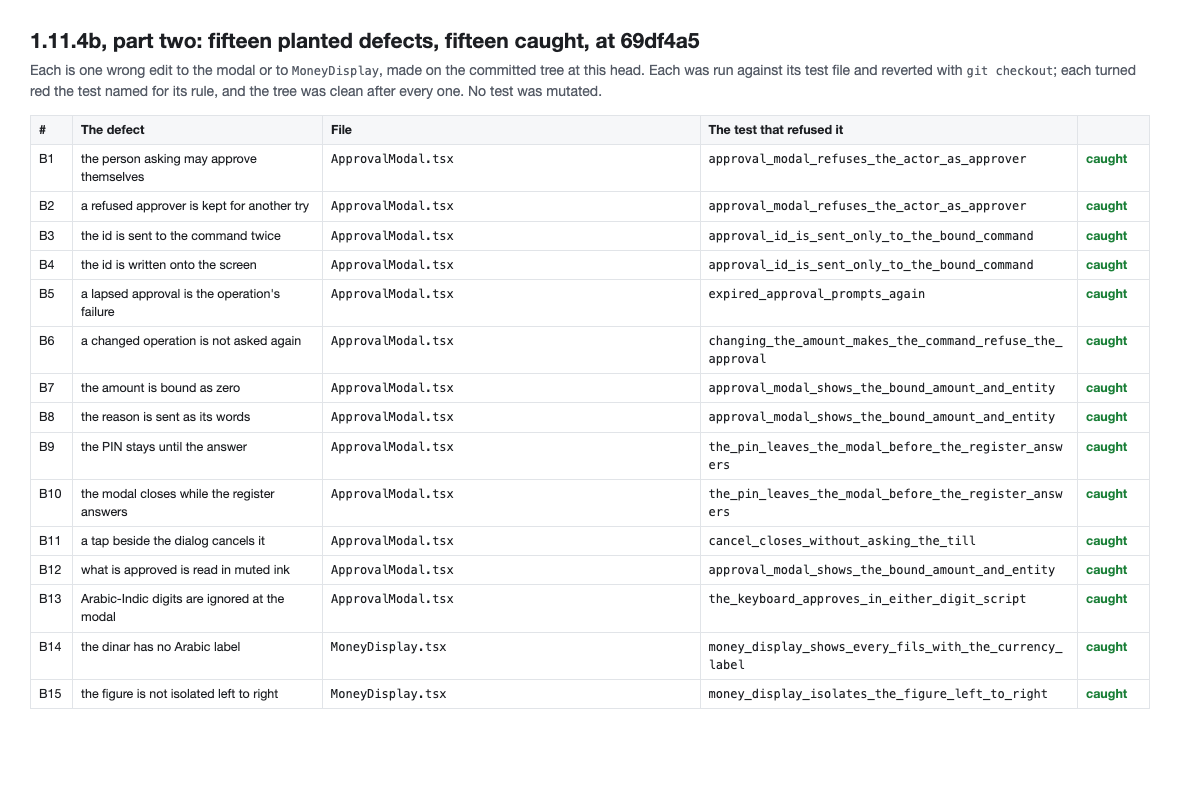 1.11.4b, part two: fifteen planted defects, fifteen caught, at 69df4a5
Each is one wrong edit to the modal or to MoneyDisplay, made on the committed tree at this head. Each was run against its test file and reverted with git checkout; each turned
red the test named for its rule, and the tree was clean after every one. No test was mutated.
# The defect File The test that refused it
B1 the person asking may approve ApprovalModal.tsx approval_modal_refuses_the_actor_as_approver caught
themselves
B2 a refused approver is kept for another try ApprovalModal.tsx approval_modal_refuses_the_actor_as_approver caught
B3 the id is sent to the command twice ApprovalModal.tsx approval_id_is_sent_only_to_the_bound_command caught
B4 the id is written onto the screen ApprovalModal.tsx approval_id_is_sent_only_to_the_bound_command caught
B5 a lapsed approval is the operation's ApprovalModal.tsx expired_approval_prompts_again caught
failure
B6 a changed operation is not asked again ApprovalModal.tsx changing_the_amount_makes_the_command_refuse_the_ caught
approval
B7 the amount is bound as zero ApprovalModal.tsx approval_modal_shows_the_bound_amount_and_entity caught
B8 the reason is sent as its words ApprovalModal.tsx approval_modal_shows_the_bound_amount_and_entity caught
B9 the PIN stays until the answer ApprovalModal.tsx the_pin_leaves_the_modal_before_the_register_answ caught
ers
B10 the modal closes while the register ApprovalModal.tsx the_pin_leaves_the_modal_before_the_register_answ caught
answers ers
B11 a tap beside the dialog cancels it ApprovalModal.tsx cancel_closes_without_asking_the_till caught
B12 what is approved is read in muted ink ApprovalModal.tsx approval_modal_shows_the_bound_amount_and_entity caught
B13 Arabic-Indic digits are ignored at the ApprovalModal.tsx the_keyboard_approves_in_either_digit_script caught
modal
B14 the dinar has no Arabic label MoneyDisplay.tsx money_display_shows_every_fils_with_the_currency_ caught
label
B15 the figure is not isolated left to right MoneyDisplay.tsx money_display_isolates_the_figure_left_to_right caught